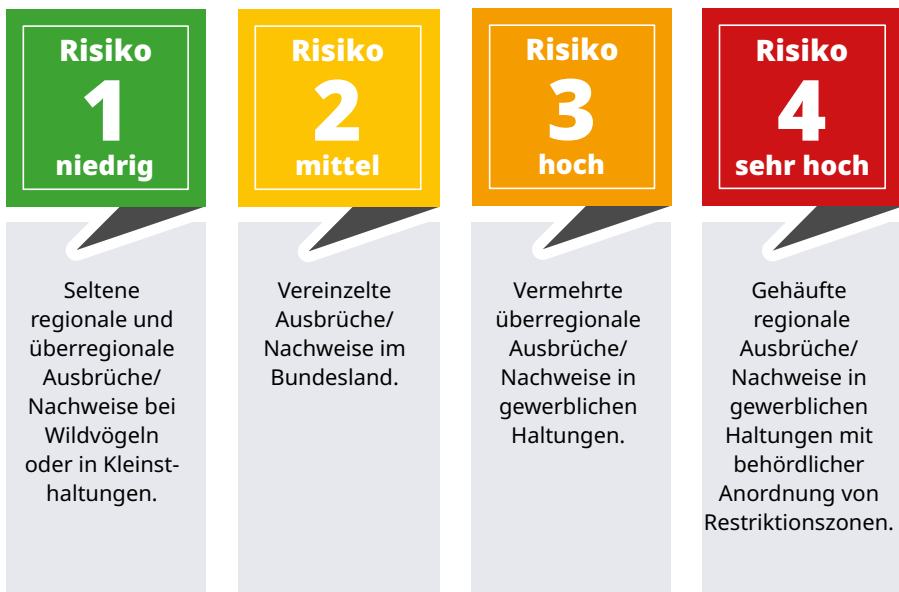 Risiko
1
niedrig
Seltene
regionale und
überregionale
Ausbrüche/
Nachweise bei
Wildvögeln
oder in Kleinst-
haltungen.
Risiko
2
mittel
Vereinzelte
Ausbrüche/
Nachweise im
Bundesland.
Risiko
3
hoch
Vermehrte
überregionale
Ausbrüche/
Nachweise in
gewerblichen
Haltungen.
Risiko
4
sehr hoch
Gehäufte
regionale
Ausbrüche/
Nachweise in
gewerblichen
Haltungen mit
behördlicher
Anordnung von
Restriktionszonen.